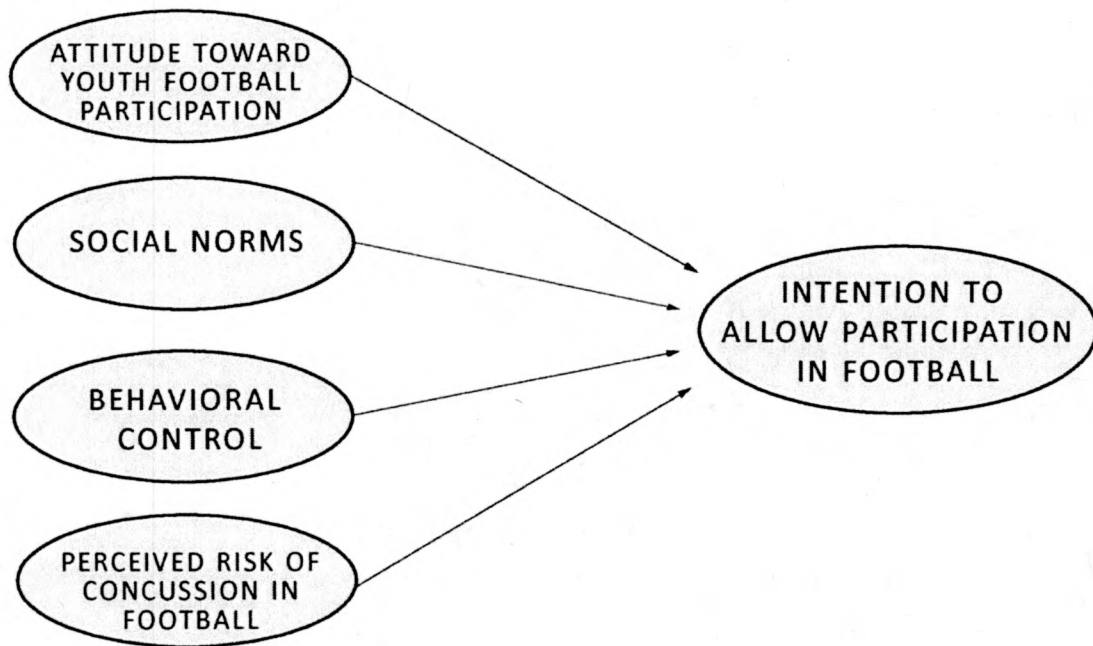 ATTITUDE TOWARD
YOUTH FOOTBALL
PARTICIPATION
SOCIAL NORMS
BEHAVIORAL
CONTROL
PERCEIVED RISK OF
CONCUSSION IN
FOOTBALL
INTENTION TO
ALLOW PARTICIPATION
IN FOOTBALL